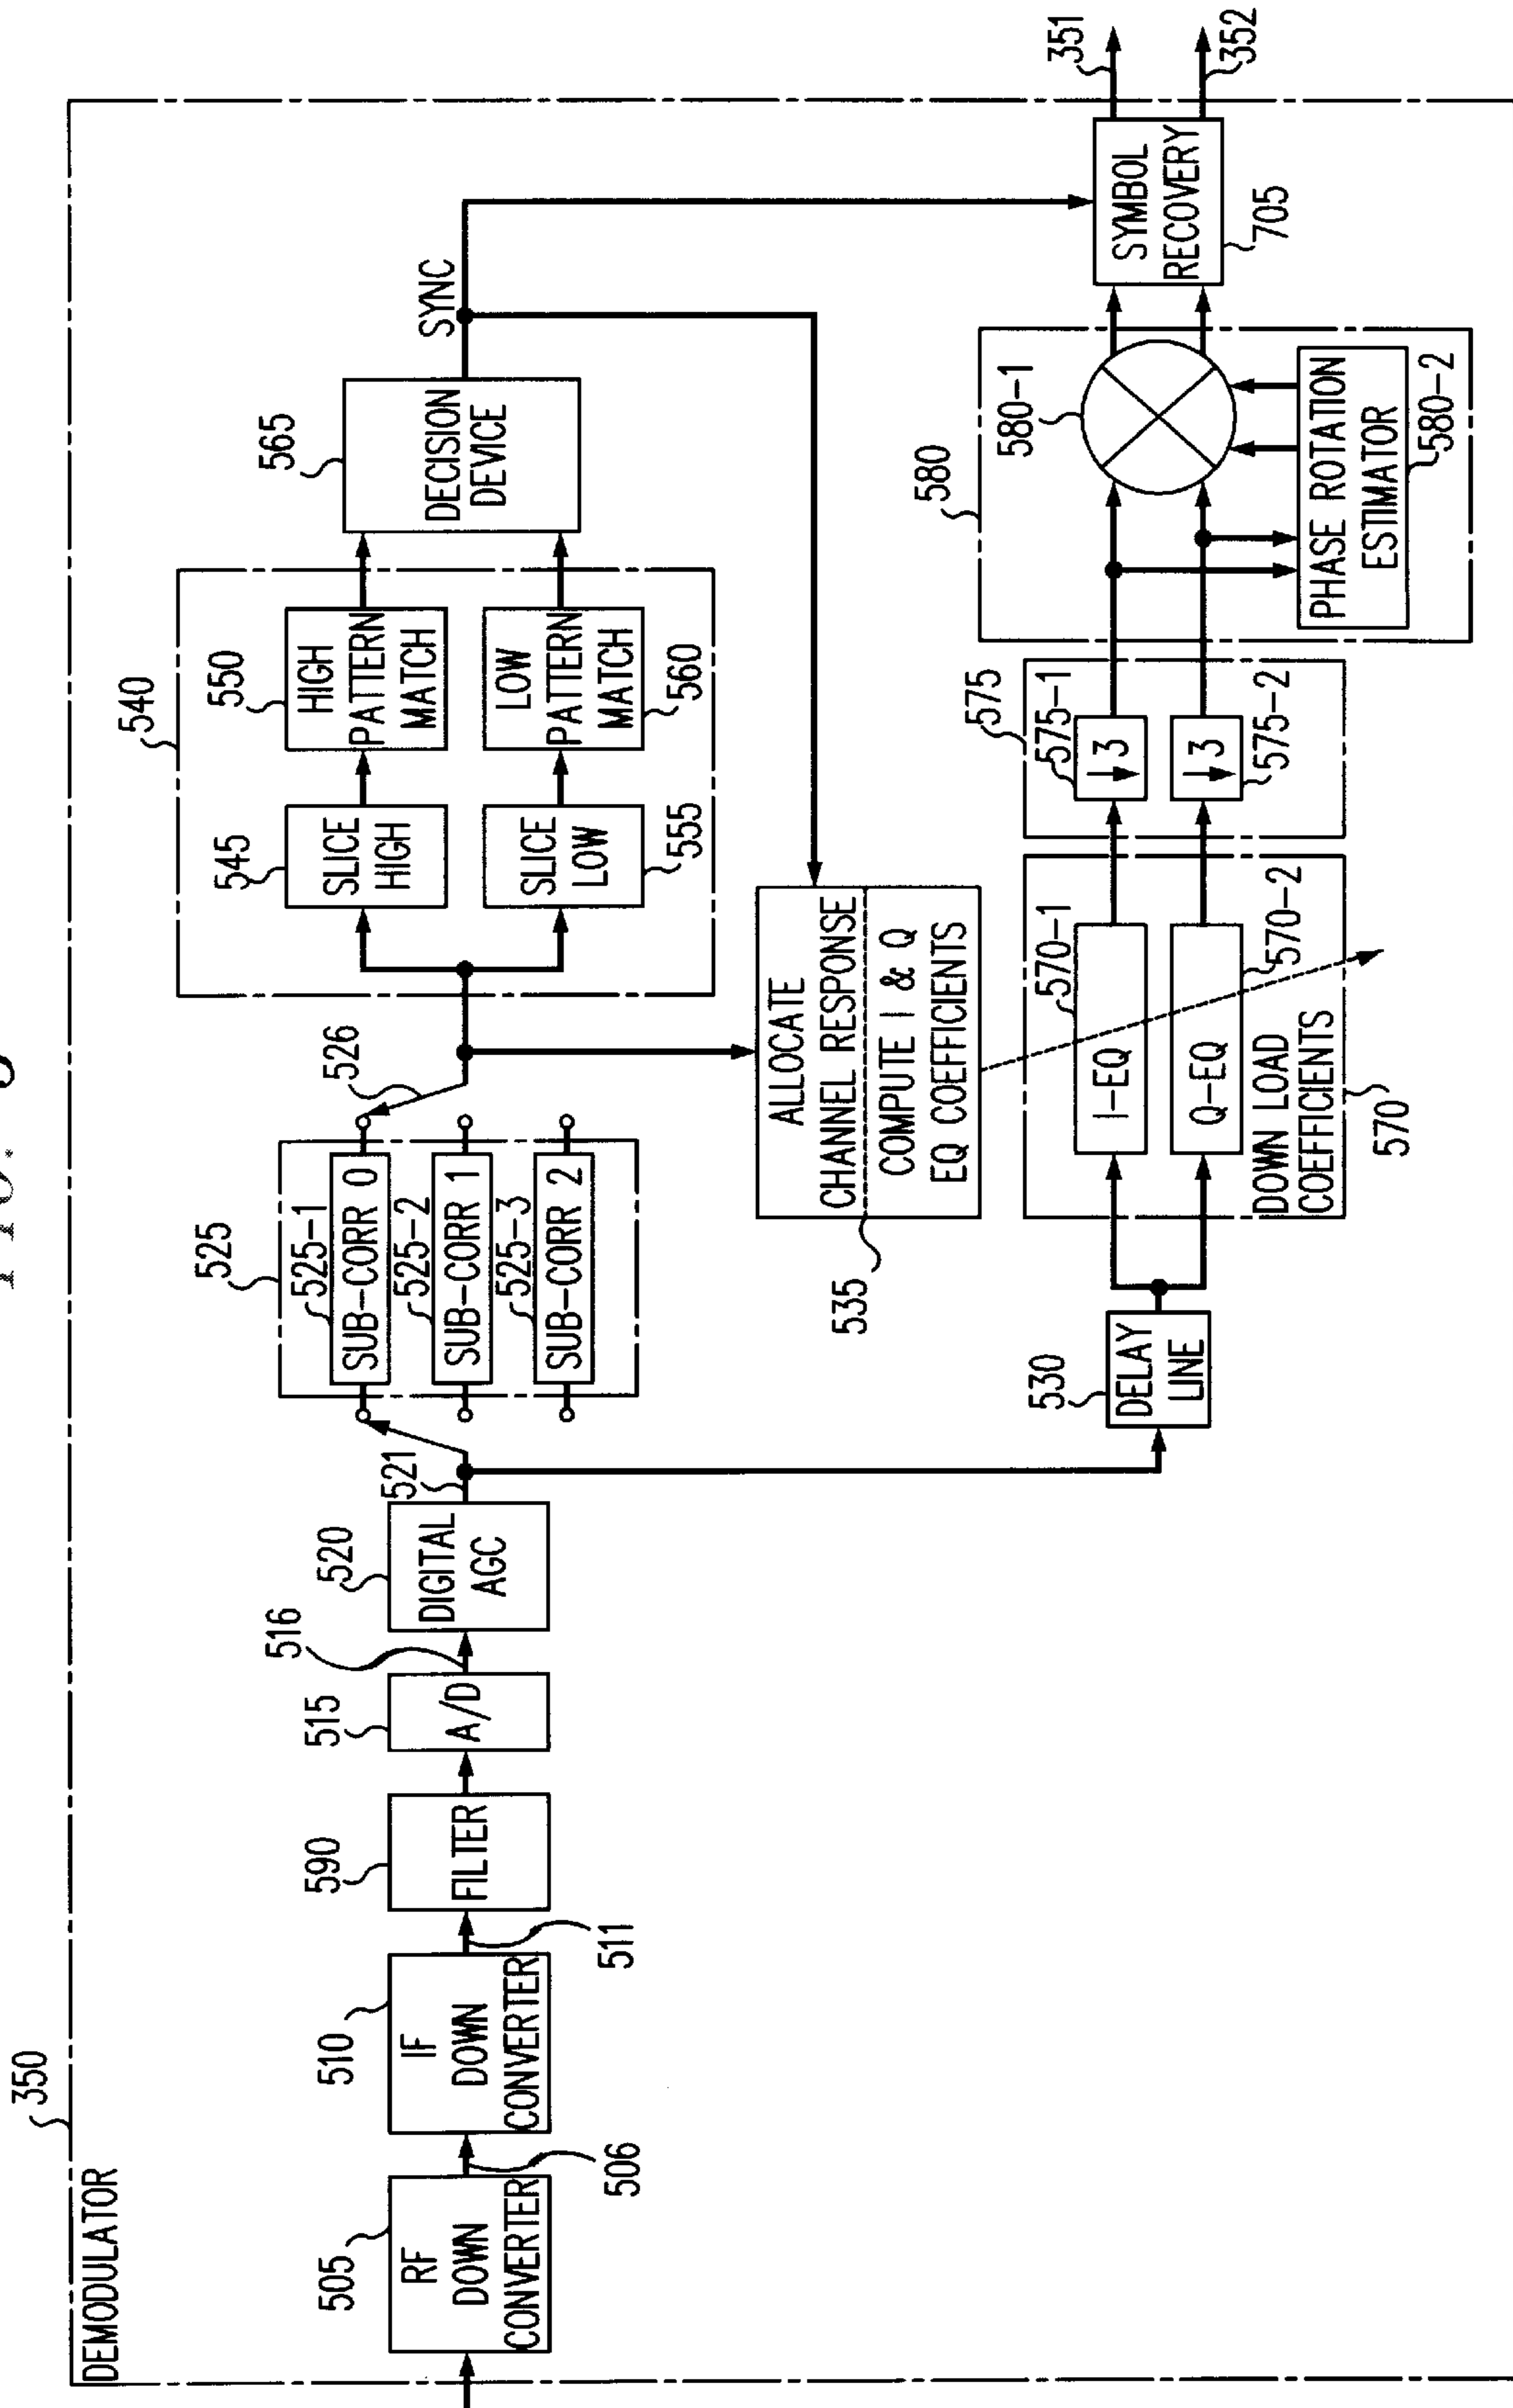 FIG. 5
350
DEMODULATOR
505
RF
DOWN
CONVERTER
506
510
IF
DOWN
CONVERTER
511
590
FILTER
515
A/D
516
520
DIGITAL
AGC
521
525
525-1
SUB-CORR 0
525-2
SUB-CORR 1
525-3
SUB-CORR 2
526
540
545
SLICE
HIGH
550
HIGH
PATTERN
MATCH
555
SLICE
LOW
560
LOW
PATTERN
MATCH
565
DECISION
DEVICE
SYNC
535
ALLOCATE
CHANNEL RESPONSE
COMPUTE I & Q
EQ COEFFICIENTS
530
DELAY
LINE
570-1
I-EQ
570-2
Q-EQ
DOWN LOAD
COEFFICIENTS
570
575
575-1
↓3
575-2
↓3
580
580-1
PHASE ROTATION
ESTIMATOR
580-2
SYMBOL
RECOVERY
705
351
352